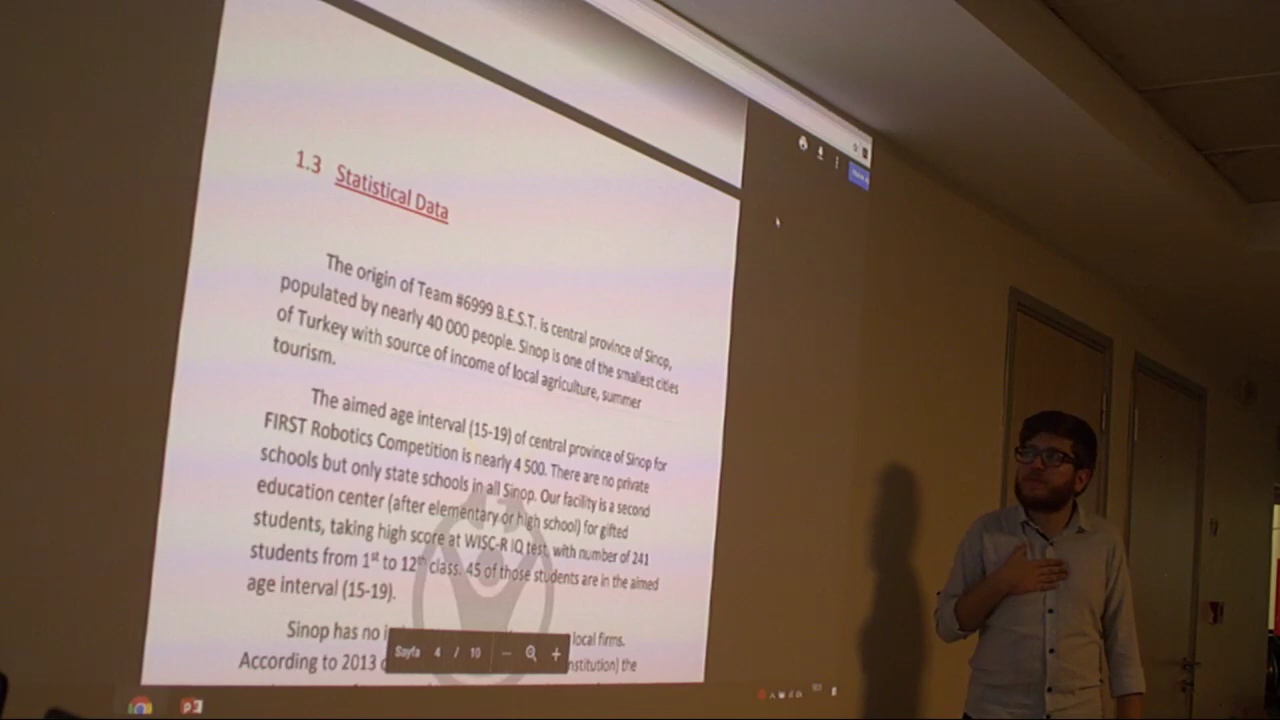 1.3 Statistical Data
The origin of Team #6999 B.E.S.T. is central province of Sinop,
populated by nearly 40 000 people. Sinop is one of the smallest cities
of Turkey with source of income of local agriculture, summer
tourism.
The aimed age interval (15-19) of central province of Sinop for
FIRST Robotics Competition is nearly 4 500. There are no private
schools but only state schools in all Sinop. Our facility is a second
education center (after elementary or high school) for gifted
students, taking high score at WISC-R IQ test, with number of 241
students from 1st to 12th class. 45 of those students are in the aimed
age interval (15-19).
Sinop has no local firms.
According to 2013 the
Sayfa 4 / 10